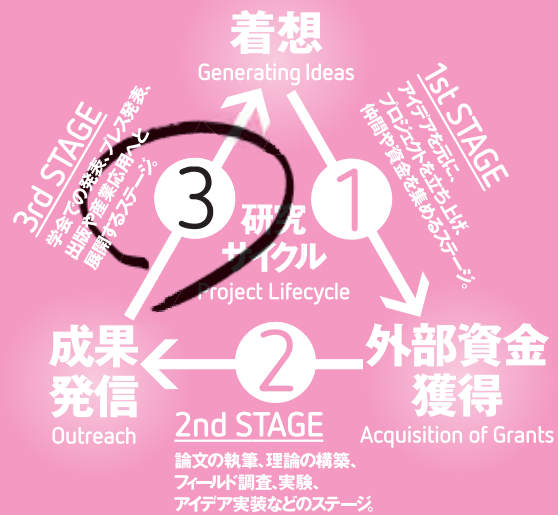 着想
Generating Ideas
1st STAGE
アイデアを元に、
プロジェクトを立ち上げ、
仲間や資金を集めるステージ。
3rd STAGE
学会での発表、プレス発表、
出版や産業応用へと
展開するステージ。
3
1
研究
サイクル
Project Lifecycle
成果
発信
Outreach
2
外部資金
獲得
Acquisition of Grants
2nd STAGE
論文の執筆、理論の構築、
フィールド調査、実験、
アイデア実装などのステージ。